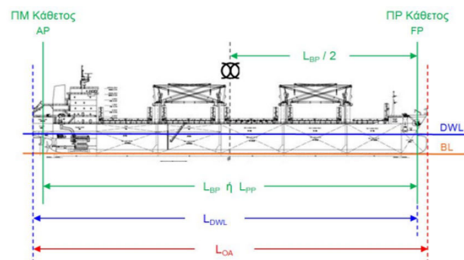 ΠΜ Κάθετος
AP
ΠΡ Κάθετος
FP
L_BP / 2
DWL
BL
L_BP ή L_PP
L_DWL
L_OA